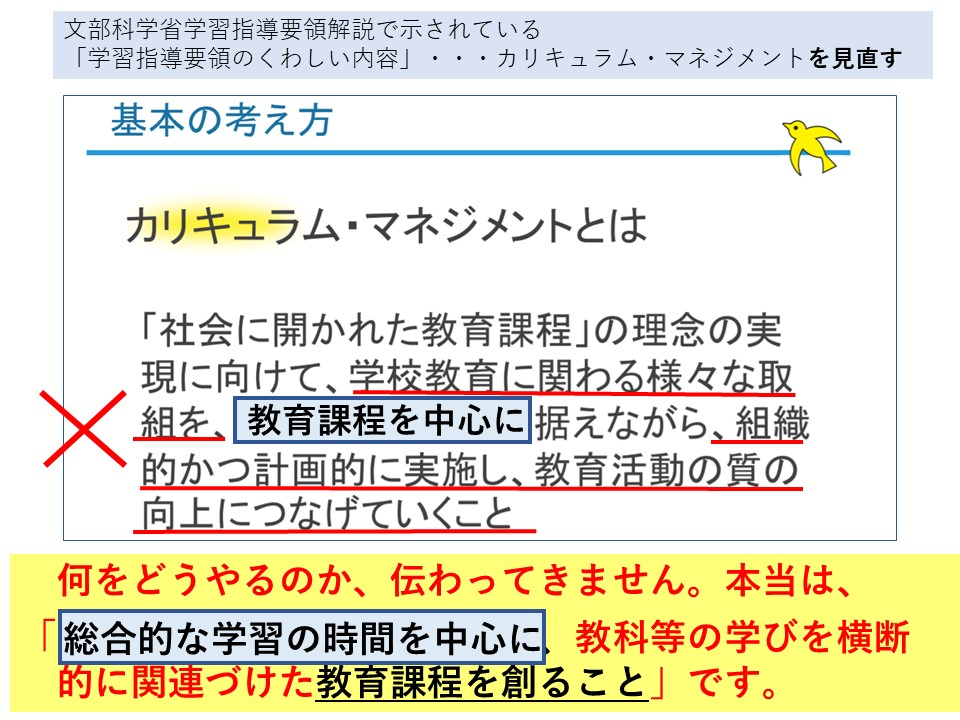 文部科学省学習指導要領解説で示されている
「学習指導要領のくわしい内容」・・・カリキュラム・マネジメントを見直す
基本の考え方
カリキュラム・マネジメントとは
「社会に開かれた教育課程」の理念の実
現に向けて、学校教育に関わる様々な取
組を、教育課程を中心に据えながら、組織
的かつ計画的に実施し、教育活動の質の
向上につなげていくこと
何をどうやるのか、伝わってきません。本当は、
「総合的な学習の時間を中心に、教科等の学びを横断
的に関連づけた教育課程を創ること」です。